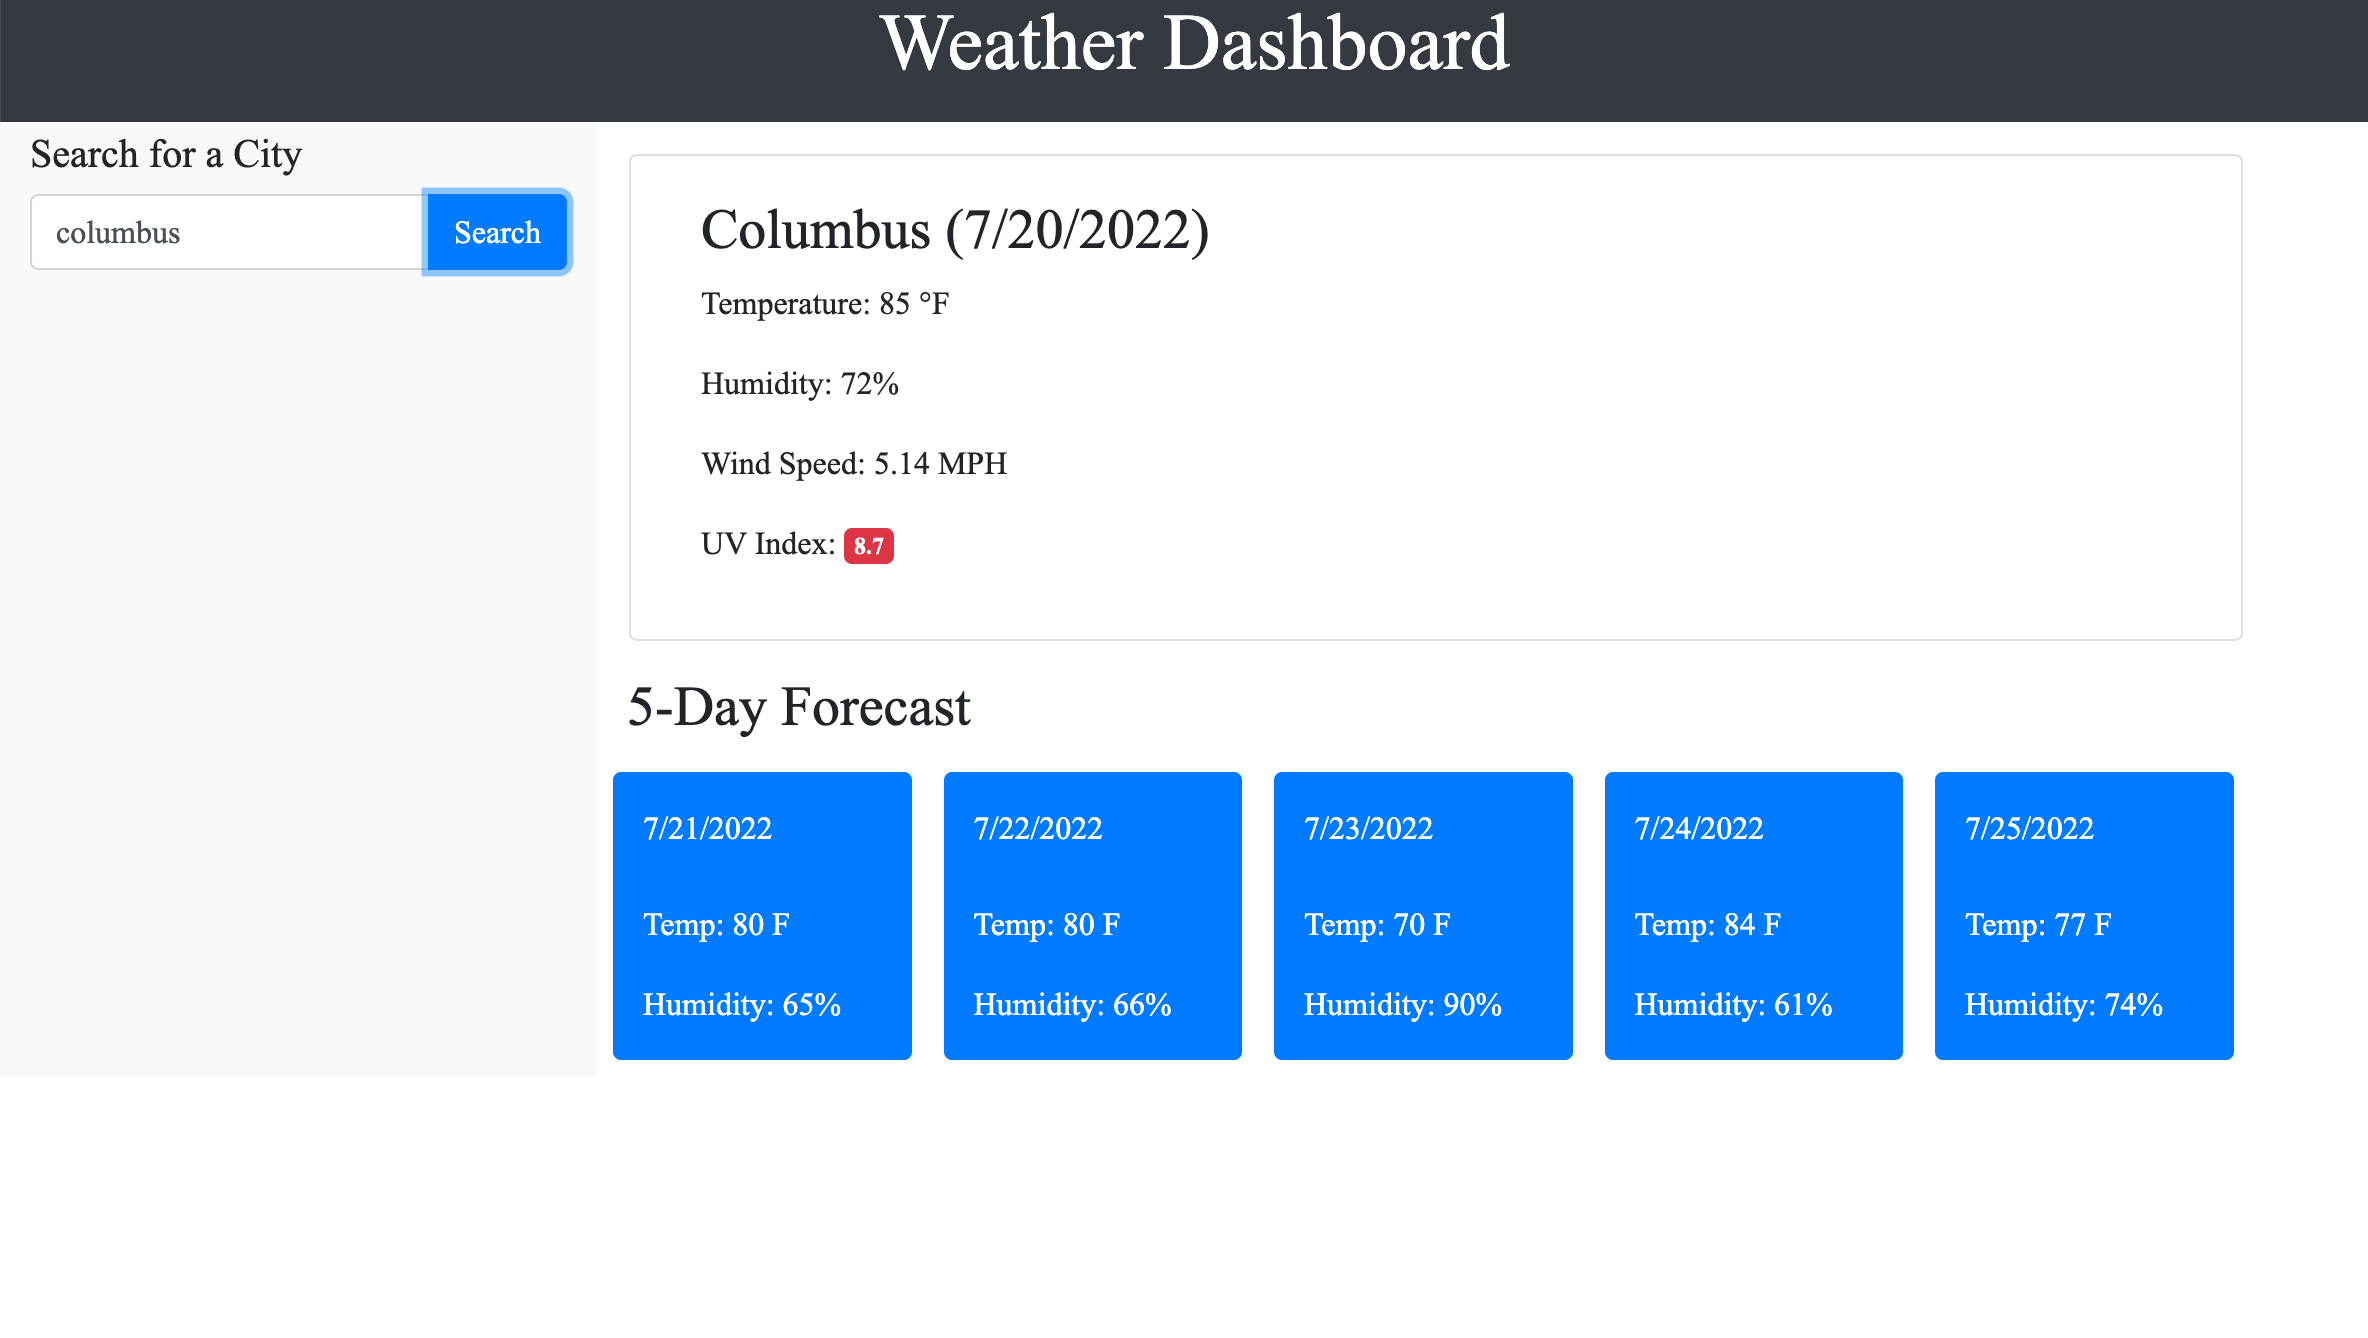 Weather Dashboard
Search for a City
columbus
Search
Columbus (7/20/2022)
Temperature: 85 °F
Humidity: 72%
Wind Speed: 5.14 MPH
UV Index: 8.7
5-Day Forecast
7/21/2022
Temp: 80 F
Humidity: 65%
7/22/2022
Temp: 80 F
Humidity: 66%
7/23/2022
Temp: 70 F
Humidity: 90%
7/24/2022
Temp: 84 F
Humidity: 61%
7/25/2022
Temp: 77 F
Humidity: 74%